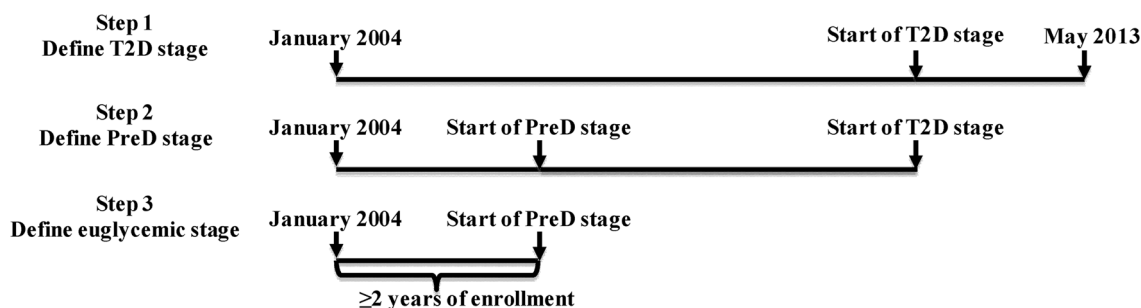 Step 1
Define T2D stage
January 2004
Start of T2D stage
May 2013
Step 2
Define PreD stage
January 2004
Start of PreD stage
Start of T2D stage
Step 3
Define euglycemic stage
January 2004
Start of PreD stage
≥2 years of enrollment